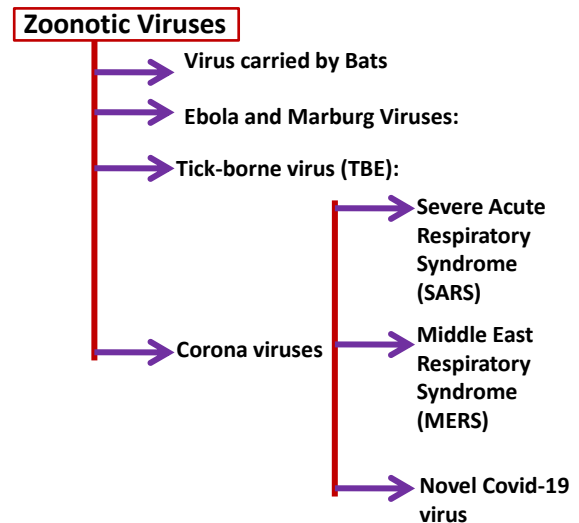 Zoonotic Viruses
Virus carried by Bats
Ebola and Marburg Viruses:
Tick-borne virus (TBE):
Corona viruses
Severe Acute
Respiratory
Syndrome
(SARS)
Middle East
Respiratory
Syndrome
(MERS)
Novel Covid-19
virus